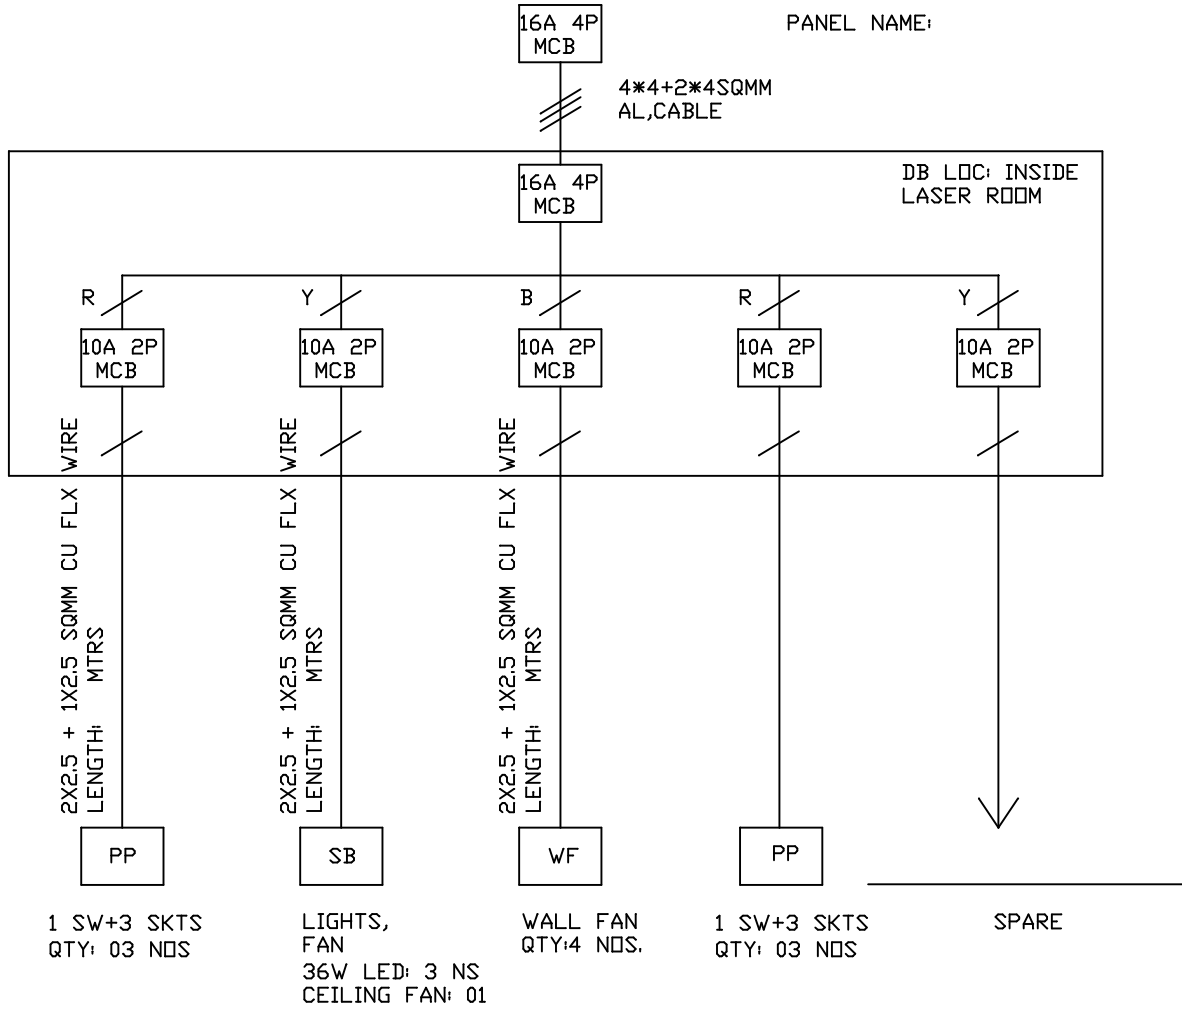 16A 4P
MCB
PANEL NAME:
4*4+2*4SQMM
AL,CABLE
16A 4P
MCB
DB LOC: INSIDE
LASER ROOM
R
Y
B
R
Y
10A 2P
MCB
10A 2P
MCB
10A 2P
MCB
10A 2P
MCB
10A 2P
MCB
2X2.5 + 1X2.5 SQMM CU FLX WIRE
LENGTH: MTRS
2X2.5 + 1X2.5 SQMM CU FLX WIRE
LENGTH: MTRS
2X2.5 + 1X2.5 SQMM CU FLX WIRE
LENGTH: MTRS
PP
SB
WF
PP
1 SW+3 SKTS
QTY: 03 NOS
LIGHTS,
FAN
36W LED: 3 NS
CEILING FAN: 01
WALL FAN
QTY:4 NOS.
1 SW+3 SKTS
QTY: 03 NOS
SPARE